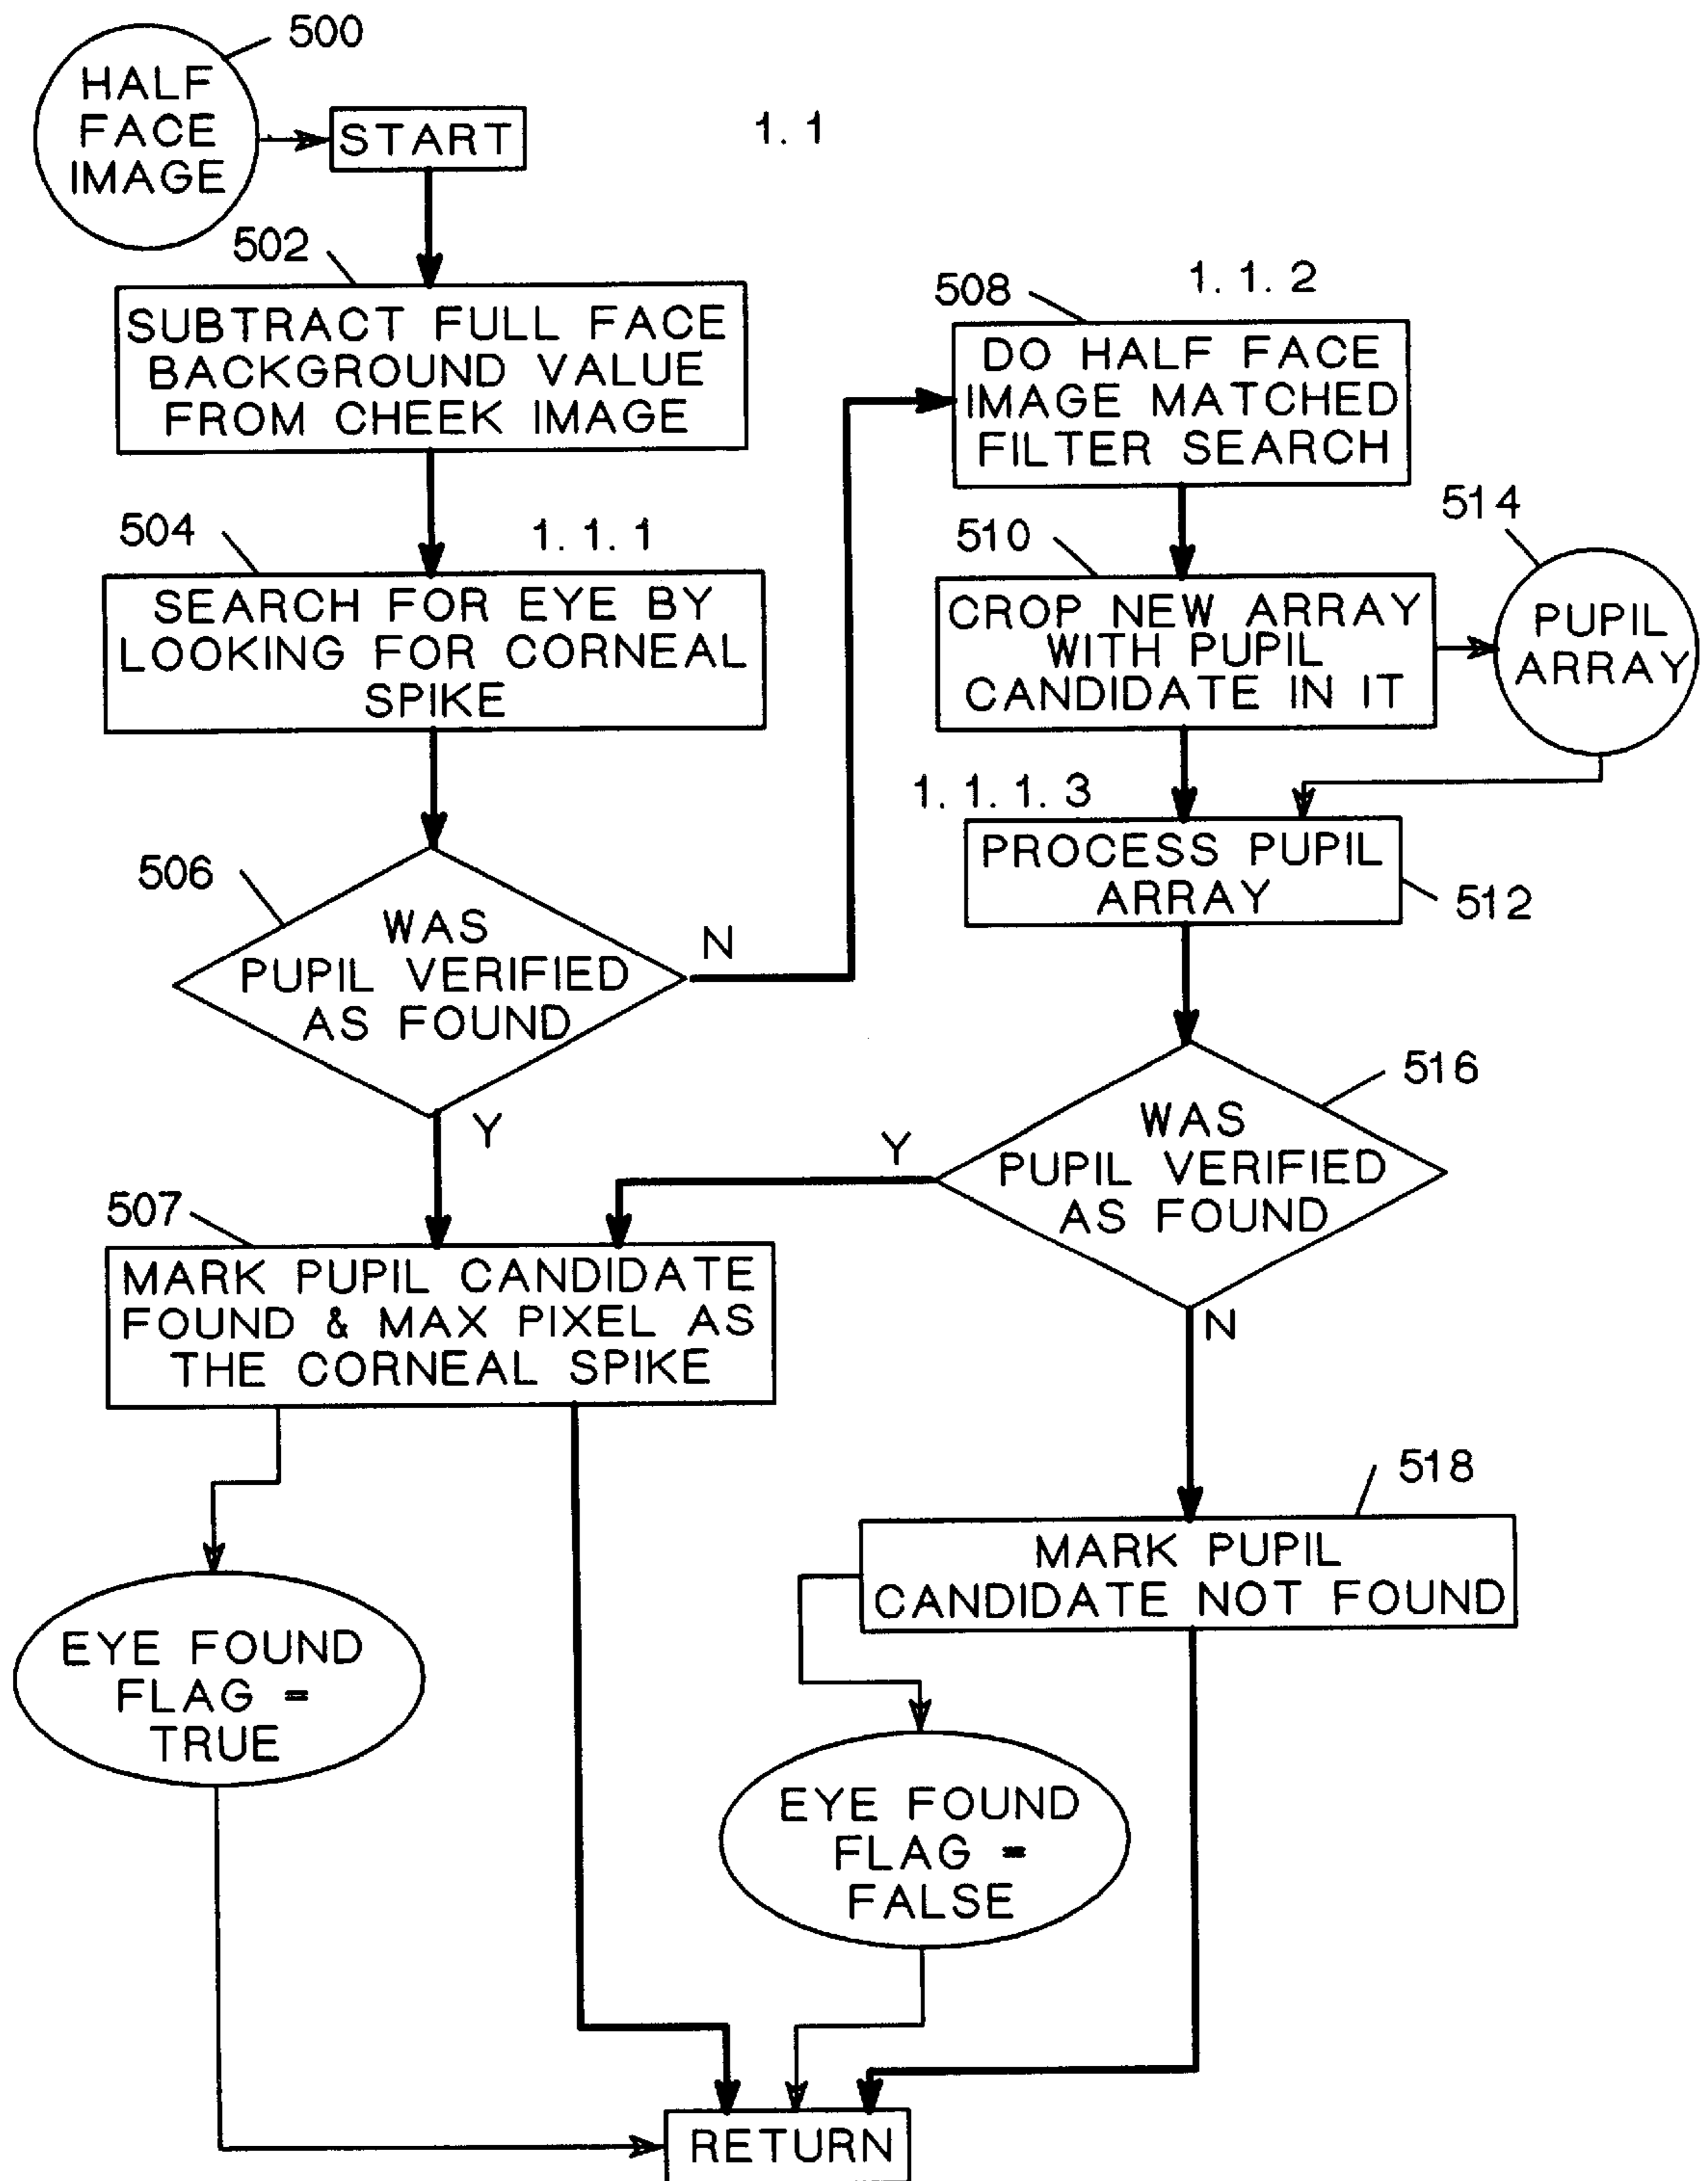 500
HALF
FACE
IMAGE
START
1.1
502
SUBTRACT FULL FACE
BACKGROUND VALUE
FROM CHEEK IMAGE
504
1.1.1
SEARCH FOR EYE BY
LOOKING FOR CORNEAL
SPIKE
506
WAS
PUPIL VERIFIED
AS FOUND
N
Y
508
1.1.2
DO HALF FACE
IMAGE MATCHED
FILTER SEARCH
510
CROP NEW ARRAY
WITH PUPIL
CANDIDATE IN IT
514
PUPIL
ARRAY
1.1.1.3
PROCESS PUPIL
ARRAY
512
516
WAS
PUPIL VERIFIED
AS FOUND
Y
N
507
MARK PUPIL CANDIDATE
FOUND & MAX PIXEL AS
THE CORNEAL SPIKE
518
MARK PUPIL
CANDIDATE NOT FOUND
EYE FOUND
FLAG =
TRUE
EYE FOUND
FLAG =
FALSE
RETURN